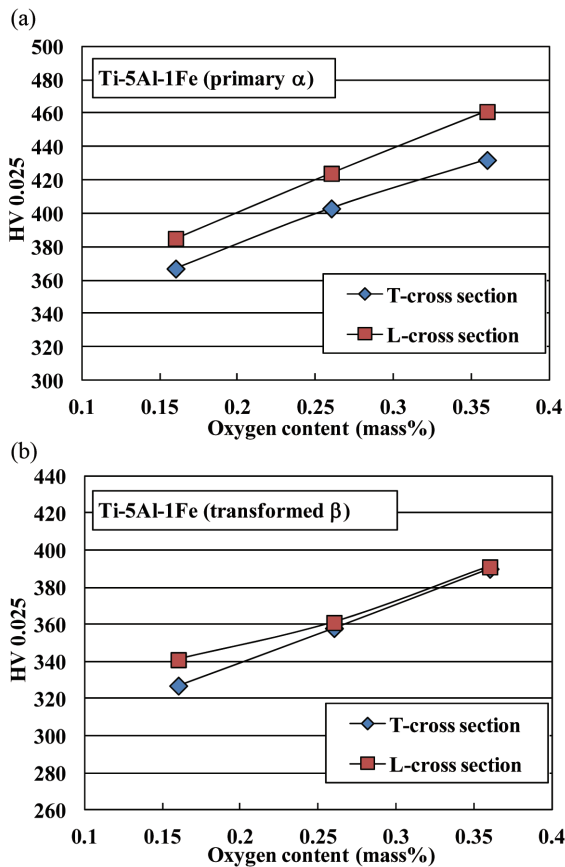 (a)
500
Ti-5Al-1Fe (primary α)
480
460
440
420
400
380
360
340
320
300
HV 0.025
T-cross section
L-cross section
0.1 0.15 0.2 0.25 0.3 0.35 0.4
Oxygen content (mass%)
(b)
440
Ti-5Al-1Fe (transformed β)
420
400
380
360
340
320
300
280
260
HV 0.025
T-cross section
L-cross section
0.1 0.15 0.2 0.25 0.3 0.35 0.4
Oxygen content (mass%)